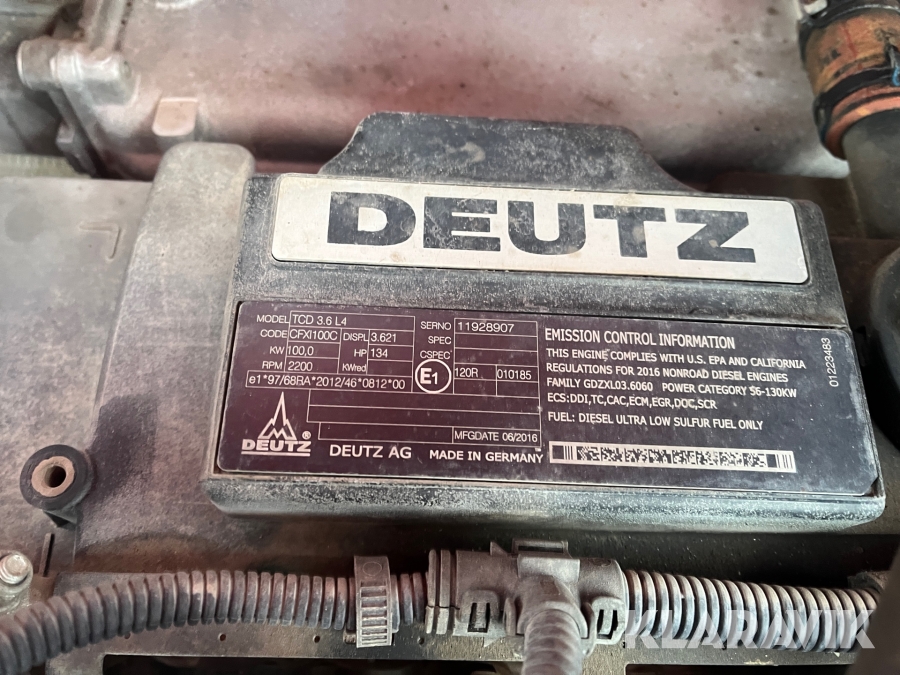 DEUTZ
MODEL TCD 3.6 L4
CODE CFXI100C DISPL 3.621
KW 100,0 HP 134
RPM 2200 KWred
e1*97/68RA*2012/46*0812*00
SERNO 11928907
SPEC
CSPEC
E1 120R 010185
MFGDATE 06/2016
DEUTZ ®
DEUTZ AG MADE IN GERMANY
EMISSION CONTROL INFORMATION
THIS ENGINE COMPLIES WITH U.S. EPA AND CALIFORNIA
REGULATIONS FOR 2016 NONROAD DIESEL ENGINES
FAMILY GDZXL03.6060 POWER CATEGORY 56-130KW
ECS:DDI,TC,CAC,ECM,EGR,DOC,SCR
FUEL: DIESEL ULTRA LOW SULFUR FUEL ONLY
01223483
KLARAVIK